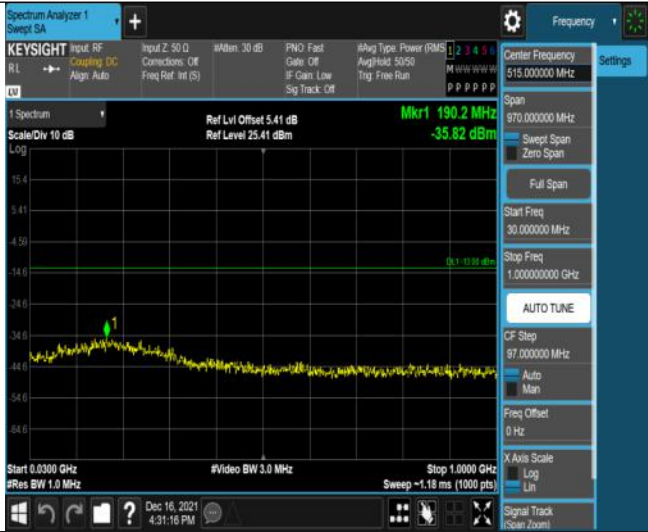 Spectrum Analyzer 1
Swept SA
+
Frequency
KEYSIGHT
RL
LV
Input: RF
Coupling: DC
Align: Auto
Input Z: 50 Ω
Corrections: Off
Freq Ref: Int (S)
#Atten: 30 dB
PNO: Fast
Gate: Off
IF Gain: Low
Sig Track: Off
#Avg Type: Power (RMS
Avg|Hold: 50/50
Trig: Free Run
1 2 3 4 5 6
M W W W W W
P P P P P P
1 Spectrum
Scale/Div 10 dB
Log
Ref Lvl Offset 5.41 dB
Ref Level 25.41 dBm
Mkr1 190.2 MHz
-35.82 dBm
15.4
5.41
-4.59
-14.6
-24.6
-34.6
-44.6
-54.6
-64.6
DL1 -13.00 dBm
1
Start 0.0300 GHz
#Res BW 1.0 MHz
#Video BW 3.0 MHz
Stop 1.0000 GHz
Sweep ~1.18 ms (1000 pts)
Dec 16, 2021
4:31:16 PM
?
Center Frequency
515.000000 MHz
Settings
Span
970.000000 MHz
Swept Span
Zero Span
Full Span
Start Freq
30.000000 MHz
Stop Freq
1.000000000 GHz
AUTO TUNE
CF Step
97.000000 MHz
Auto
Man
Freq Offset
0 Hz
X Axis Scale
Log
Lin
Signal Track
(Span Zoom)